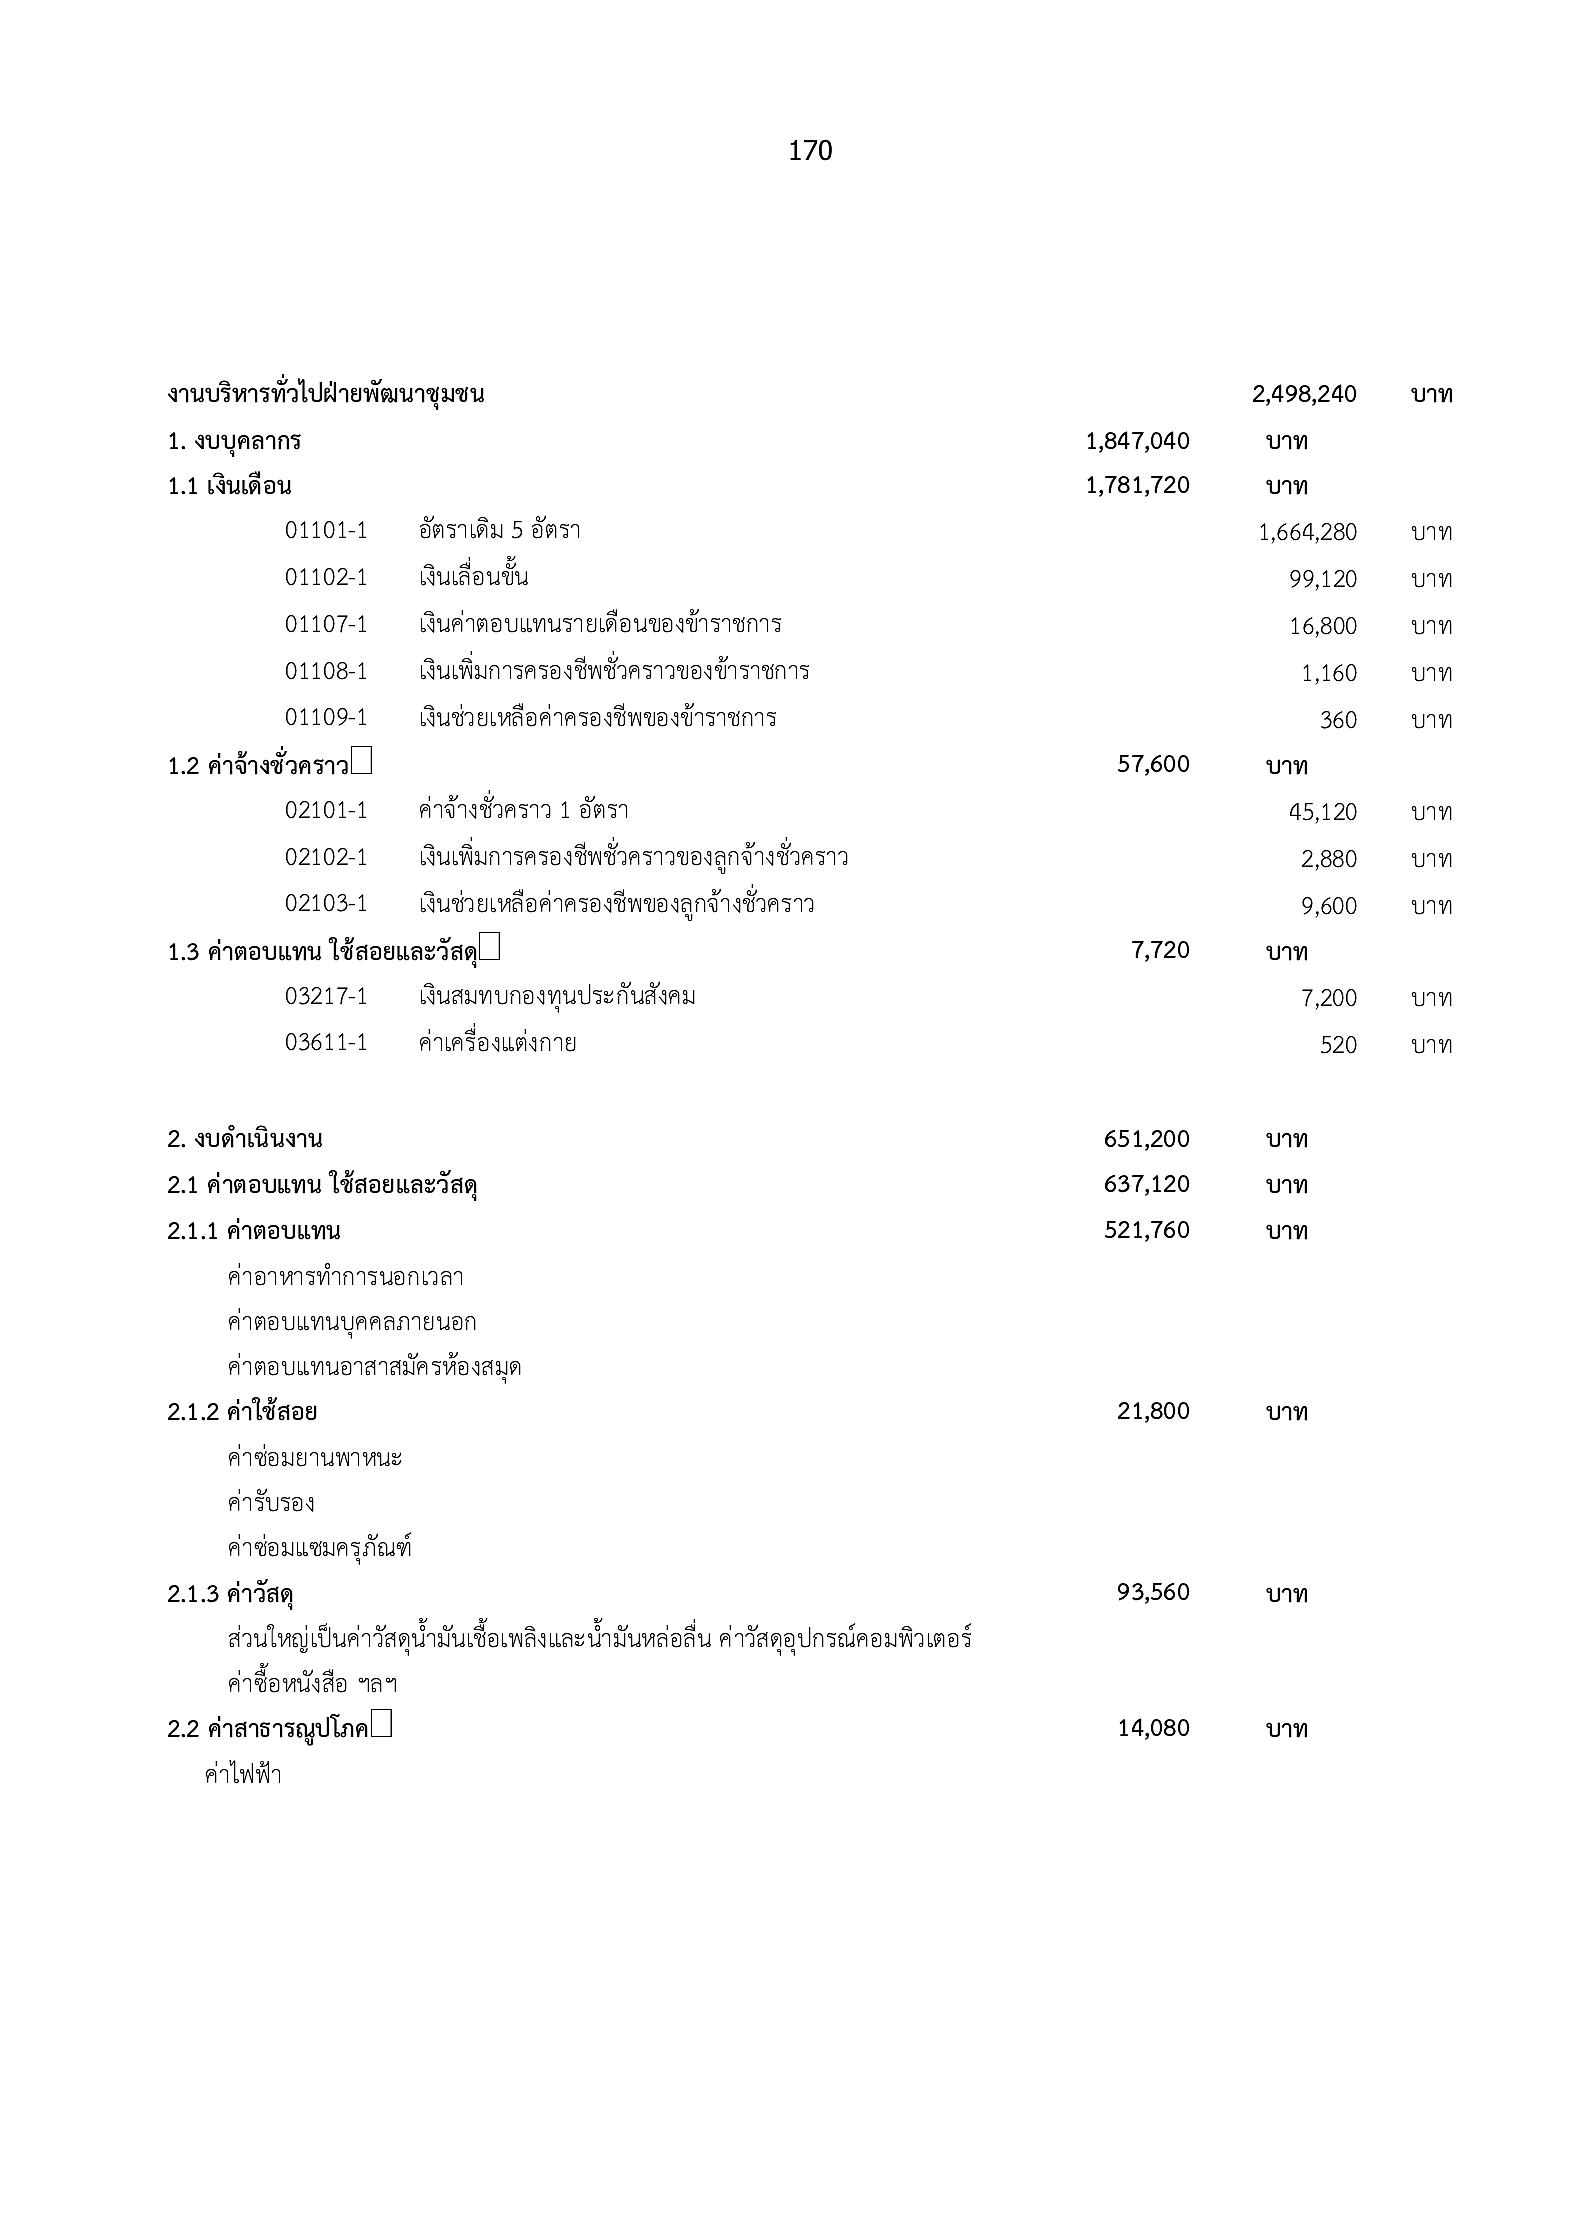 170
งานบริหารทั่วไปฝ่ายพัฒนาชุมชน 2,498,240 บาท
1. งบบุคลากร 1,847,040 บาท
1.1 เงินเดือน 1,781,720 บาท
01101-1 อัตราเดิม 5 อัตรา 1,664,280 บาท
01102-1 เงินเลื่อนขั้น 99,120 บาท
01107-1 เงินค่าตอบแทนรายเดือนของข้าราชการ 16,800 บาท
01108-1 เงินเพิ่มการครองชีพชั่วคราวของข้าราชการ 1,160 บาท
01109-1 เงินช่วยเหลือค่าครองชีพของข้าราชการ 360 บาท
1.2 ค่าจ้างชั่วคราว 57,600 บาท
02101-1 ค่าจ้างชั่วคราว 1 อัตรา 45,120 บาท
02102-1 เงินเพิ่มการครองชีพชั่วคราวของลูกจ้างชั่วคราว 2,880 บาท
02103-1 เงินช่วยเหลือค่าครองชีพของลูกจ้างชั่วคราว 9,600 บาท
1.3 ค่าตอบแทน ใช้สอยและวัสดุ 7,720 บาท
03217-1 เงินสมทบกองทุนประกันสังคม 7,200 บาท
03611-1 ค่าเครื่องแต่งกาย 520 บาท
2. งบดำเนินงาน 651,200 บาท
2.1 ค่าตอบแทน ใช้สอยและวัสดุ 637,120 บาท
2.1.1 ค่าตอบแทน 521,760 บาท
ค่าอาหารทำการนอกเวลา
ค่าตอบแทนบุคคลภายนอก
ค่าตอบแทนอาสาสมัครห้องสมุด
2.1.2 ค่าใช้สอย 21,800 บาท
ค่าซ่อมยานพาหนะ
ค่ารับรอง
ค่าซ่อมแซมครุภัณฑ์
2.1.3 ค่าวัสดุ 93,560 บาท
ส่วนใหญ่เป็นค่าวัสดุน้ำมันเชื้อเพลิงและน้ำมันหล่อลื่น ค่าวัสดุอุปกรณ์คอมพิวเตอร์
ค่าซื้อหนังสือ ฯลฯ
2.2 ค่าสาธารณูปโภค 14,080 บาท
ค่าไฟฟ้า